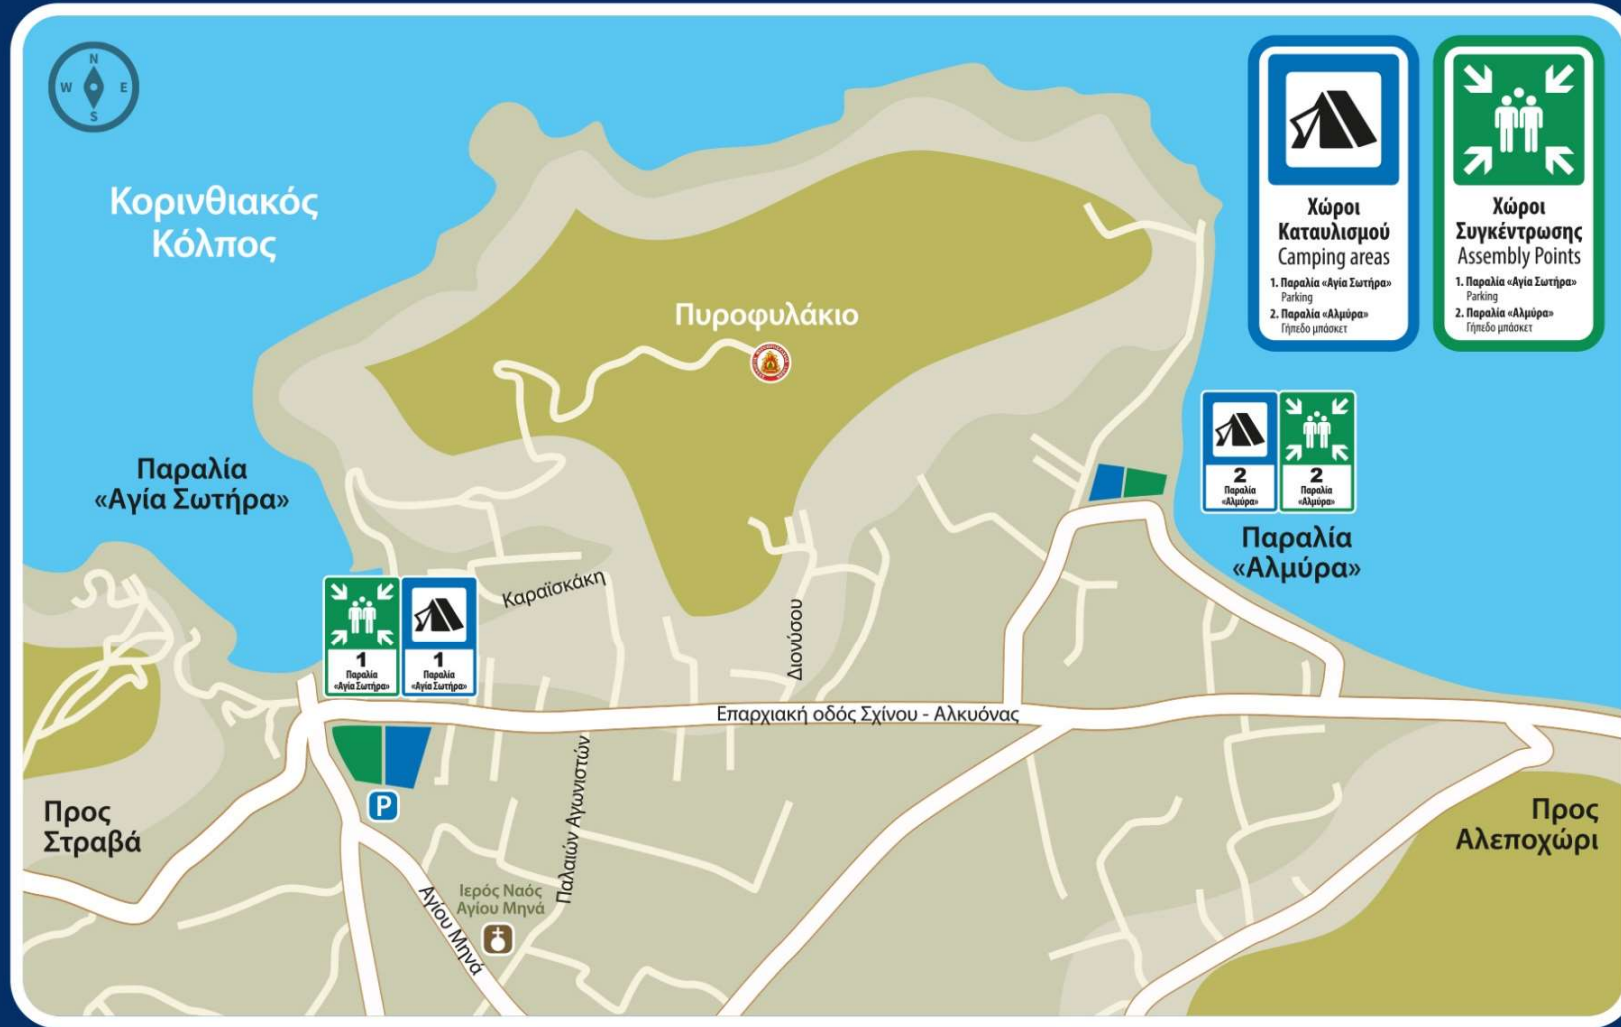 N
W
E
S
Κορινθιακός
Κόλπος
Χώροι
Καταυλισμού
Camping areas
1. Παραλία «Αγία Σωτήρα»
Parking
2. Παραλία «Αλμύρα»
Γήπεδο μπάσκετ
Χώροι
Συγκέντρωσης
Assembly Points
1. Παραλία «Αγία Σωτήρα»
Parking
2. Παραλία «Αλμύρα»
Γήπεδο μπάσκετ
Πυροφυλάκιο
Παραλία
«Αγία Σωτήρα»
2
Παραλία
«Αλμύρα»
2
Παραλία
«Αλμύρα»
Παραλία
«Αλμύρα»
Καραϊσκάκη
Διονύσου
1
Παραλία
«Αγία Σωτήρα»
1
Παραλία
«Αγία Σωτήρα»
Επαρχιακή οδός Σχίνου - Αλκυόνας
P
Παλαιών Αγωνιστών
Προς
Στραβά
Προς
Αλεποχώρι
Ιερός Ναός
Αγίου Μηνά
Αγίου Μηνά